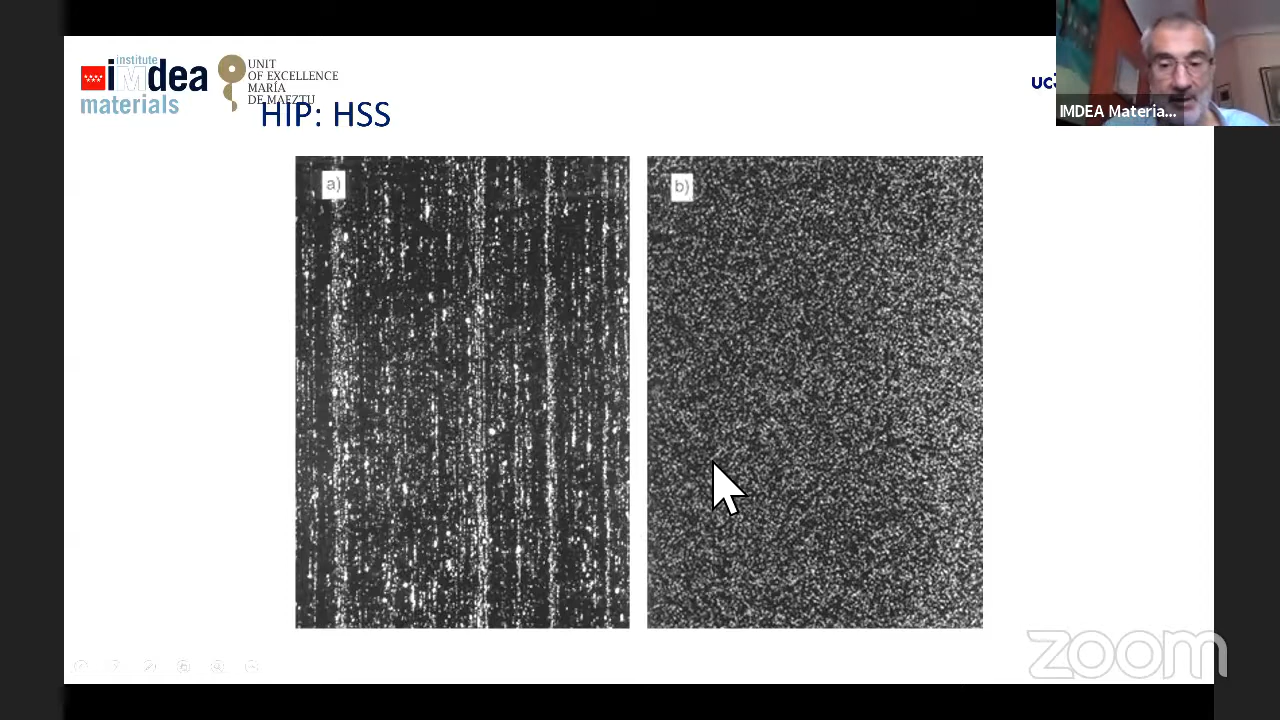 institute
iMdea
materials
UNIT
OF EXCELLENCE
MARÍA
DE MAEZTU
HIP: HSS
a)
b)
IMDEA Materia...
zoom